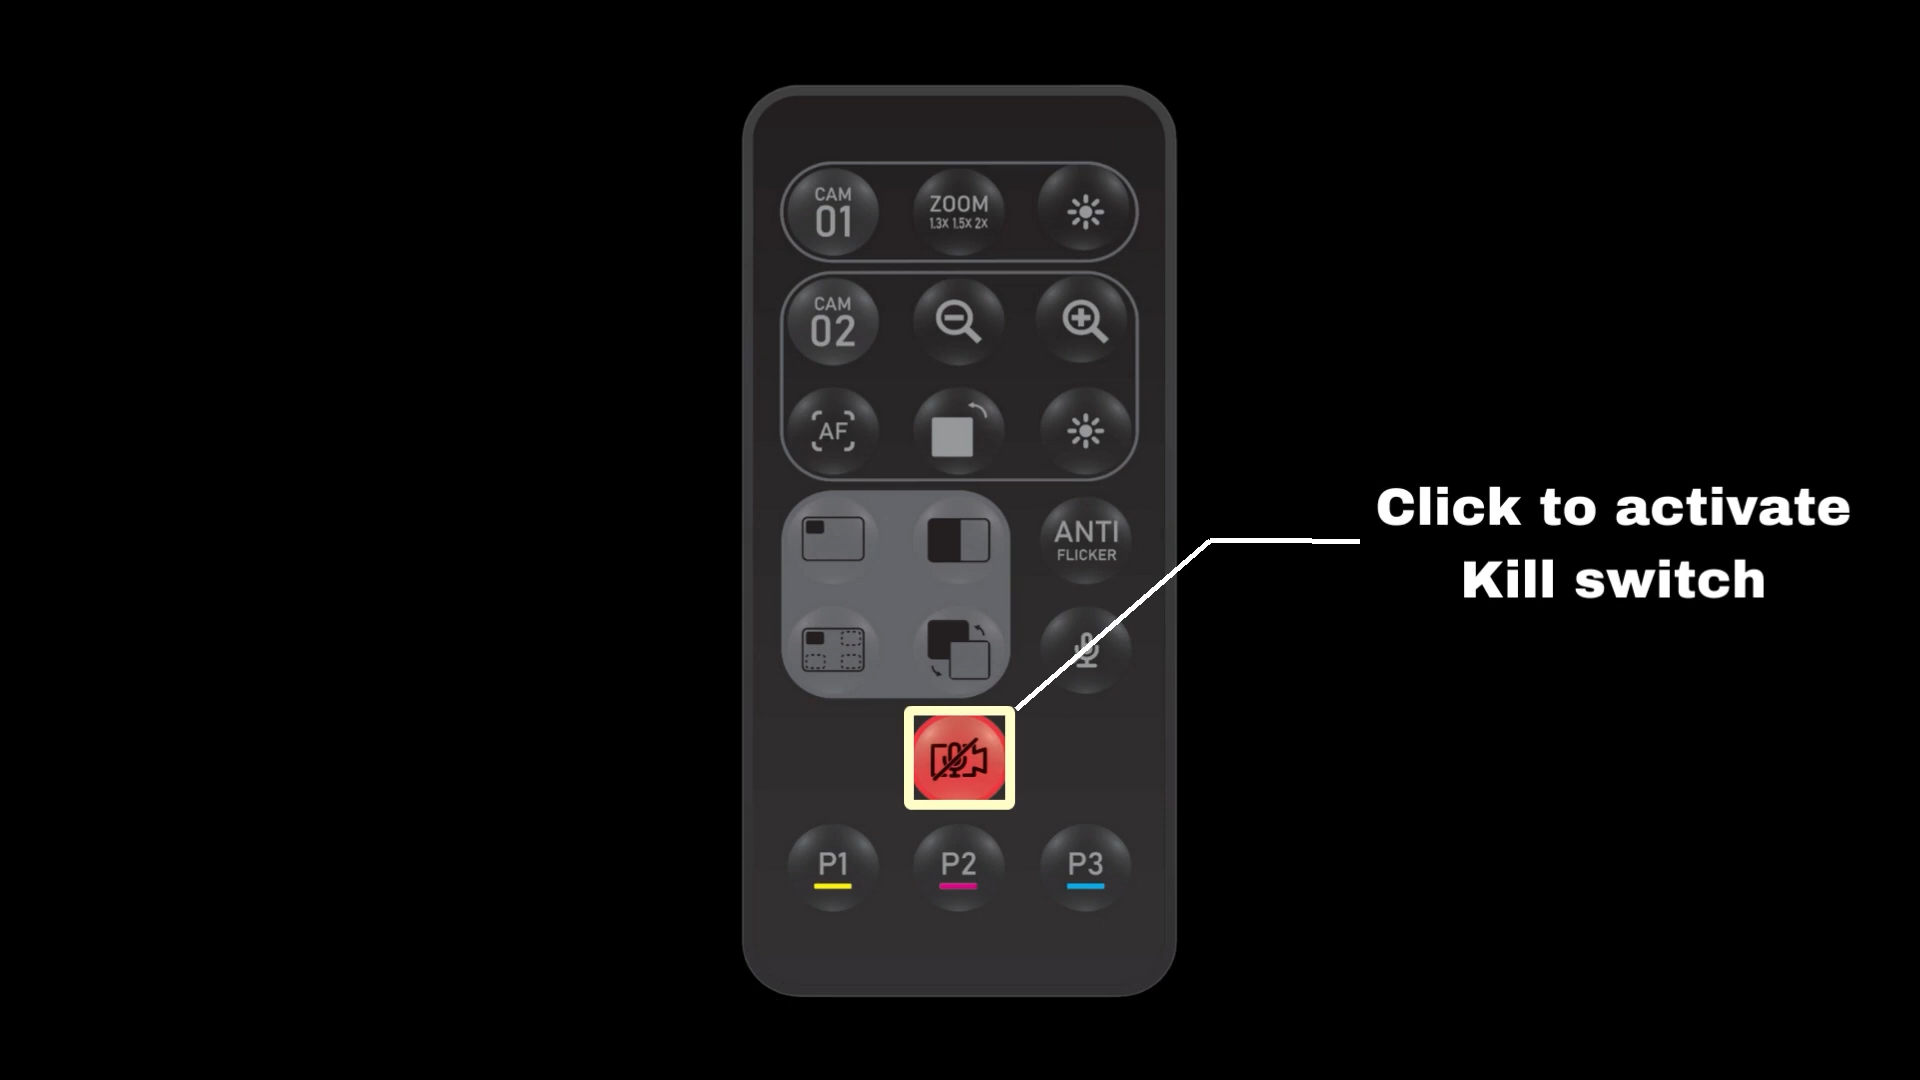 CAM
01
ZOOM
1.3X 1.5X 2X
CAM
02
AF
ANTI
FLICKER
Click to activate
Kill switch
P1
P2
P3